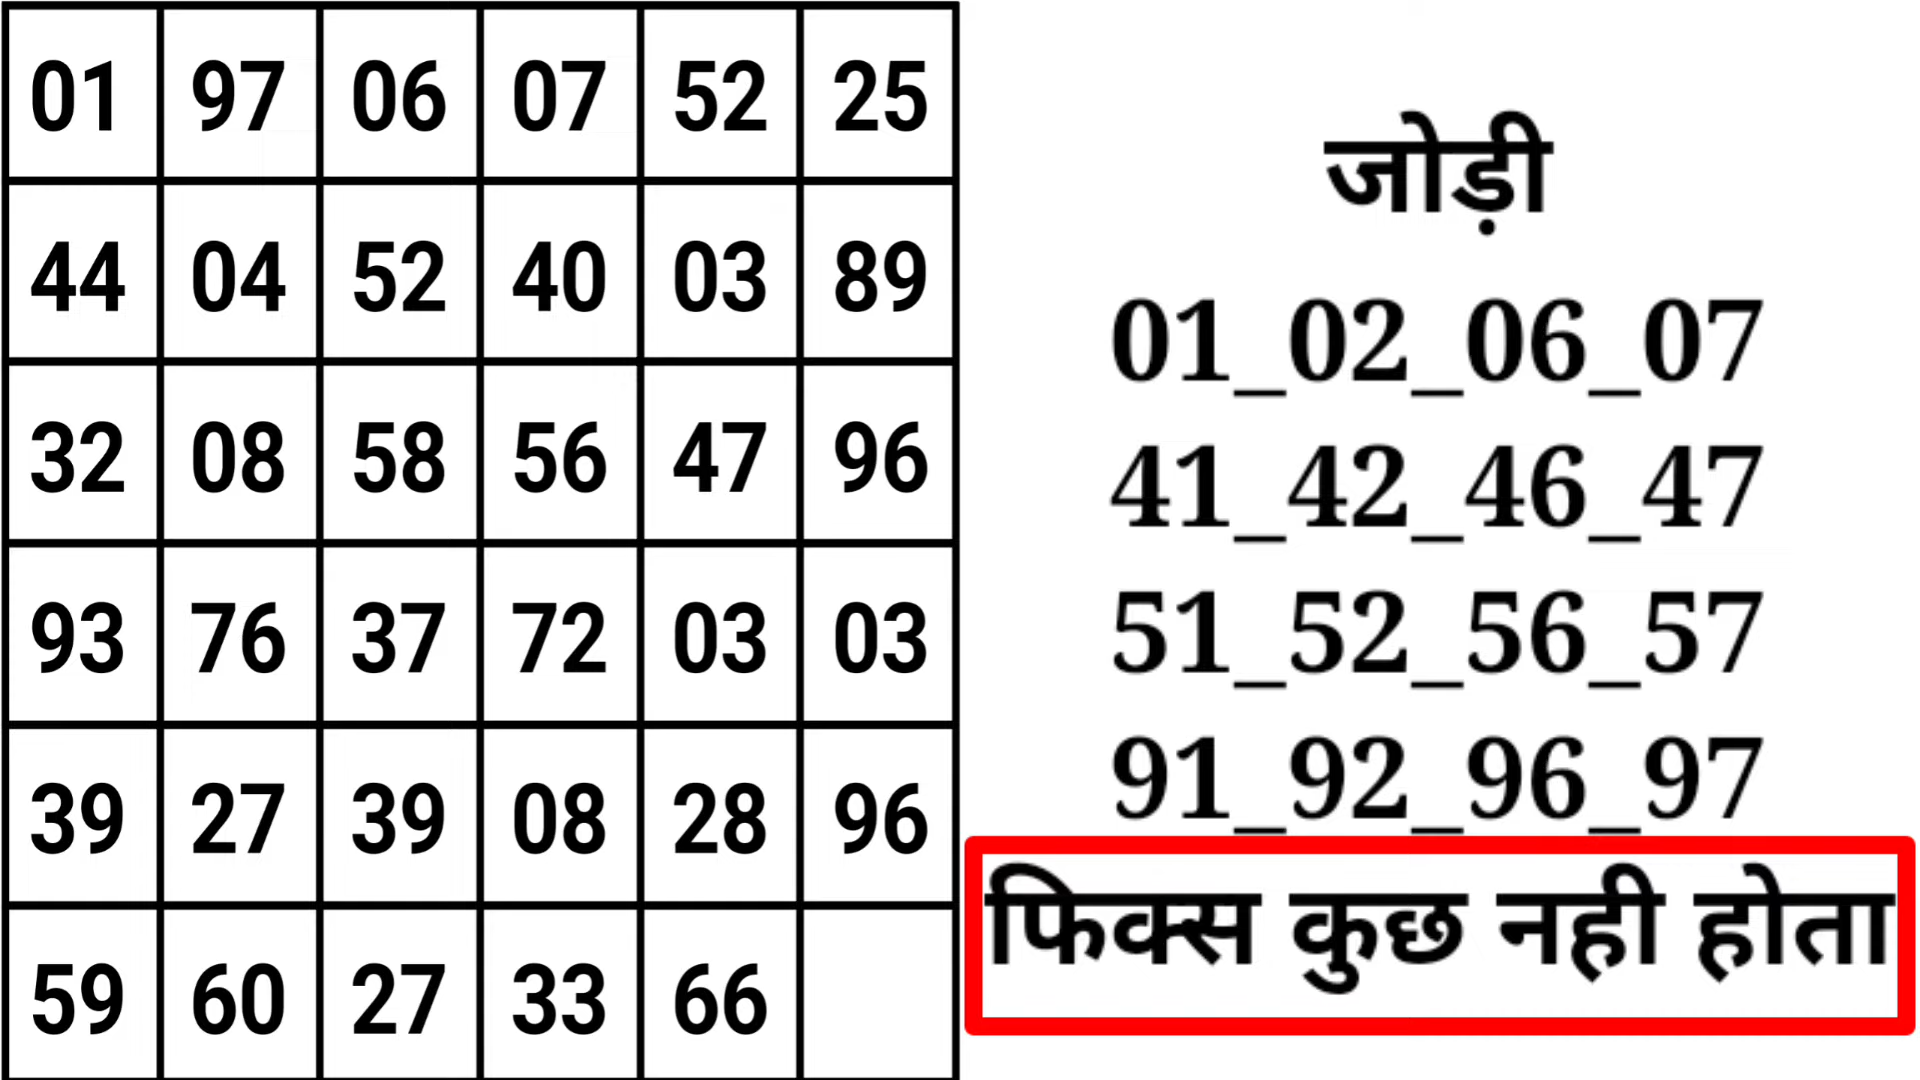 01 97 06 07 52 25
44 04 52 40 03 89
32 08 58 56 47 96
93 76 37 72 03 03
39 27 39 08 28 96
59 60 27 33 66
जोड़ी
01_02_06_07
41_42_46_47
51_52_56_57
91_92_96_97
फिक्स कुछ नही होता